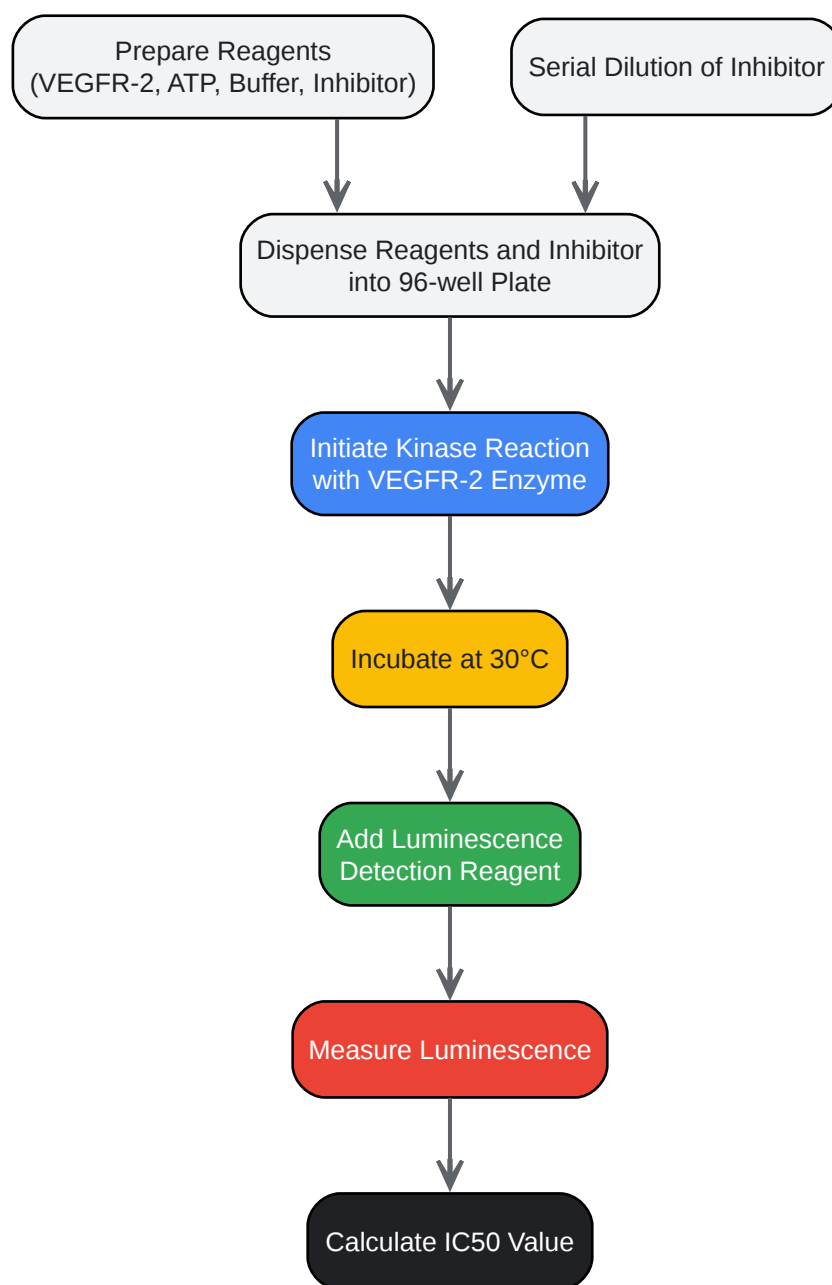 Prepare Reagents
(VEGFR-2, ATP, Buffer, Inhibitor)
Serial Dilution of Inhibitor
Dispense Reagents and Inhibitor
into 96-well Plate
Initiate Kinase Reaction
with VEGFR-2 Enzyme
Incubate at 30°C
Add Luminescence
Detection Reagent
Measure Luminescence
Calculate IC50 Value